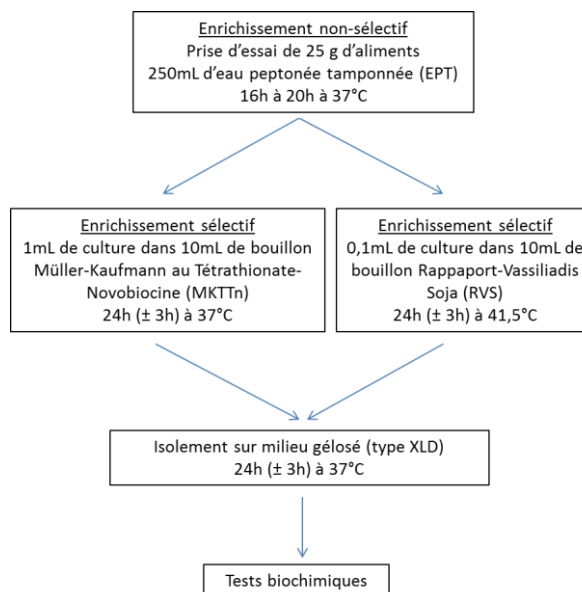 Enrichissement non-sélectif
Prise d'essai de 25 g d'aliments
250mL d'eau peptonée tamponnée (EPT)
16h à 20h à 37°C
Enrichissement sélectif
1mL de culture dans 10mL de bouillon
Müller-Kaufmann au Tétrathionate-
Novobiocine (MKTTn)
24h (± 3h) à 37°C
Enrichissement sélectif
0,1mL de culture dans 10mL de
bouillon Rappaport-Vassiliadis
Soja (RVS)
24h (± 3h) à 41,5°C
Isolement sur milieu gélosé (type XLD)
24h (± 3h) à 37°C
Tests biochimiques